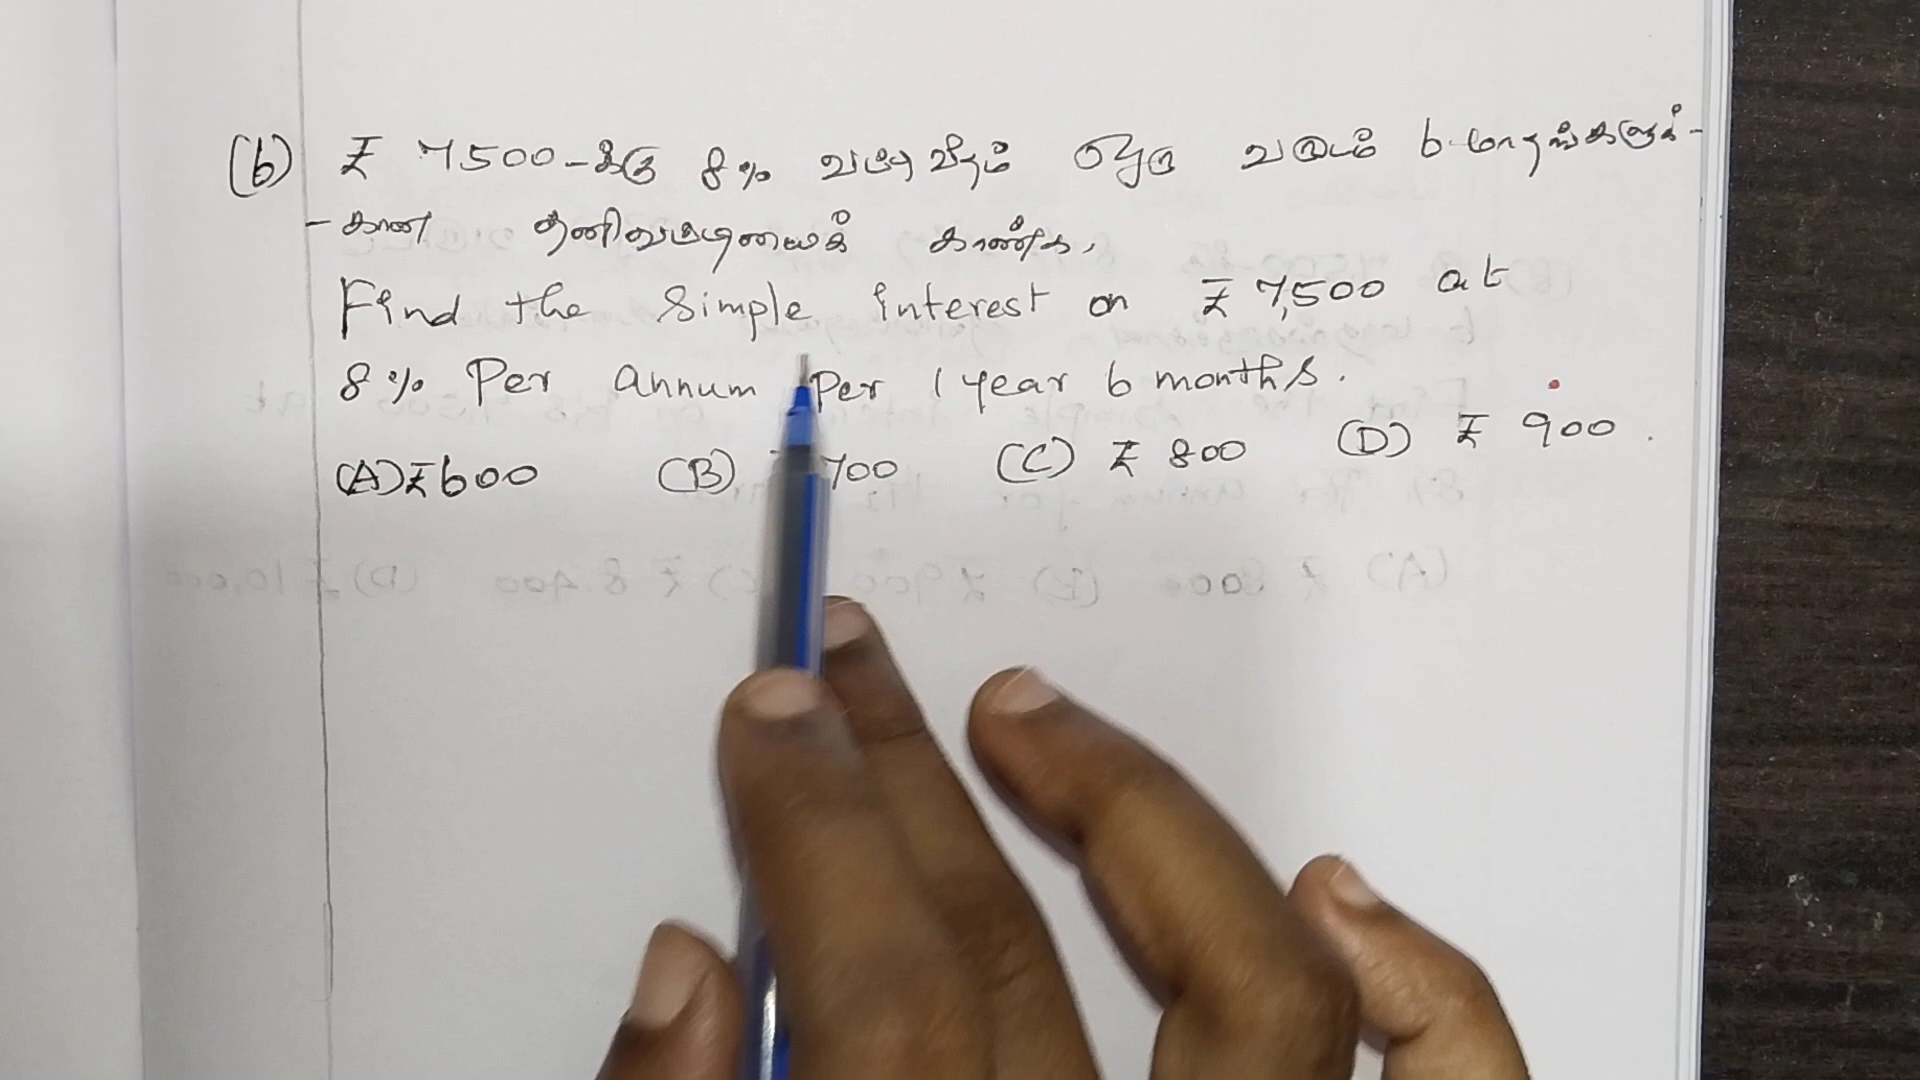 (6) ₹ 7500-க்கு 8% வட்டி வீதம் ஒரு வருடம் 6 மாதங்களுக்-
-கான தனிவட்டியைக் காண்க.
Find the Simple interest on ₹ 7,500 at
8% Per annum Per 1 year 6 months.
(A) ₹600 (B) 700 (C) ₹ 800 (D) ₹ 900.